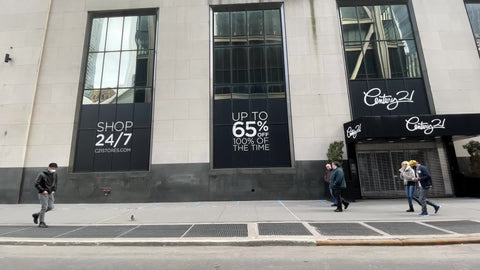 SHOP
24/7
C21STORES.COM
UP TO
65% OFF
100% OF
THE TIME
Century 21
Century 21
Century 21